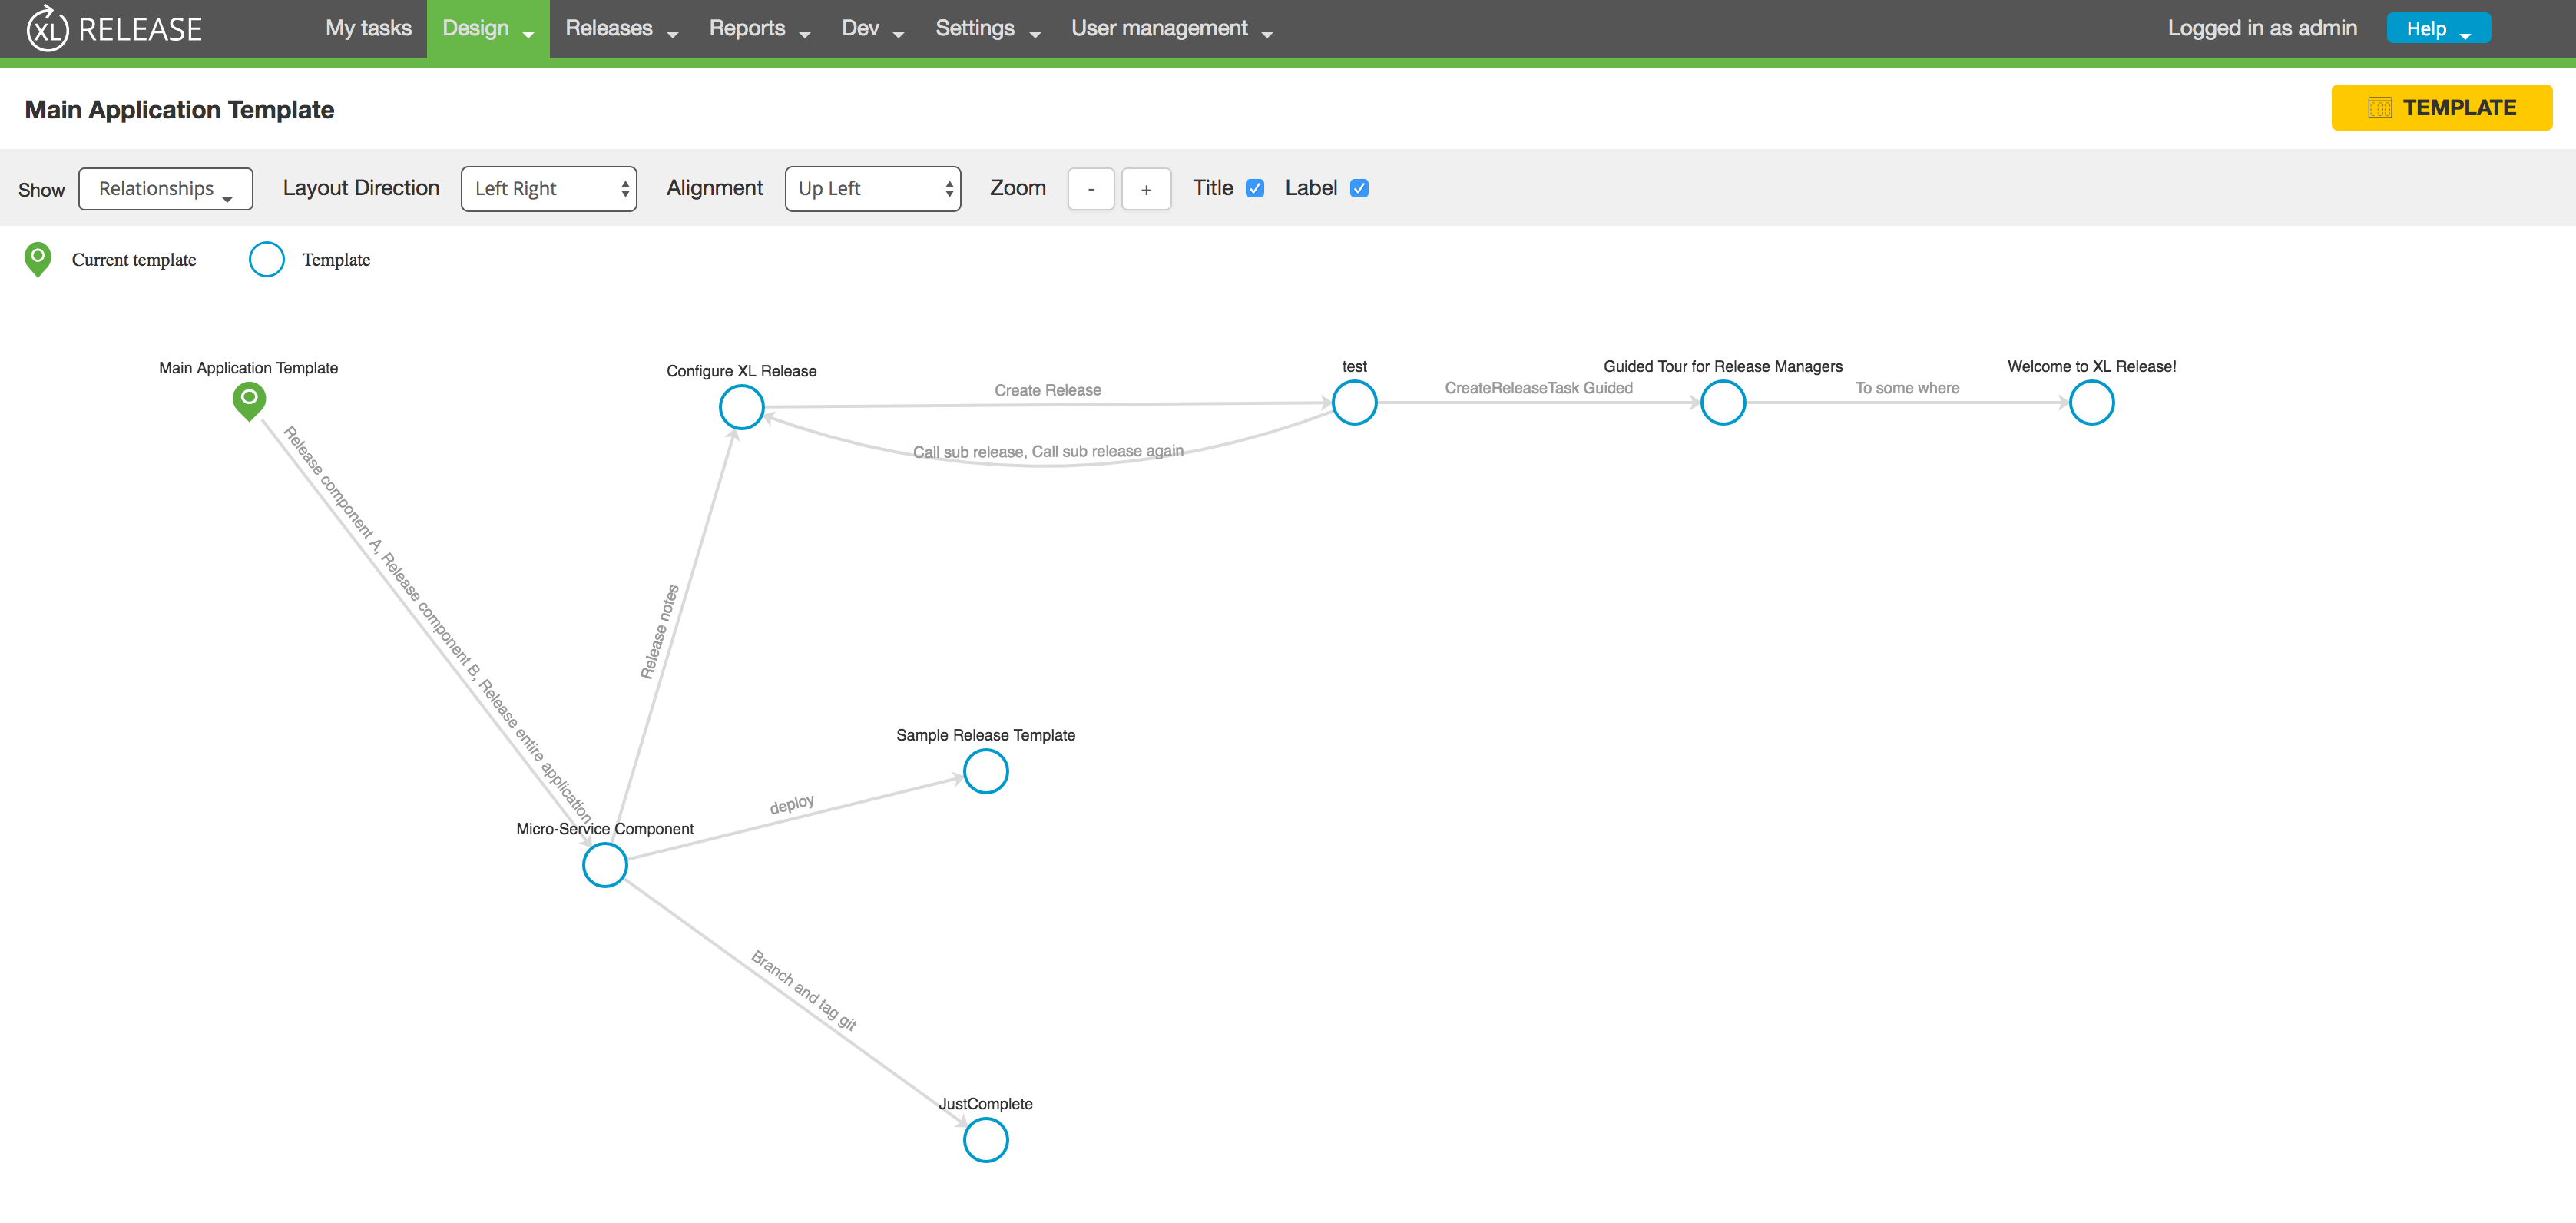 XL RELEASE My tasks Design Releases Reports Dev Settings User management Logged in as admin Help
Main Application Template TEMPLATE
Show Relationships Layout Direction Left Right Alignment Up Left Zoom - + Title Label
Current template Template
Main Application Template
Configure XL Release
test
Guided Tour for Release Managers
Welcome to XL Release!
Create Release
CreateReleaseTask Guided
To some where
Call sub release, Call sub release again
Release component A, Release component B, Release entire application
Release notes
Sample Release Template
deploy
Micro-Service Component
Branch and tag git
JustComplete